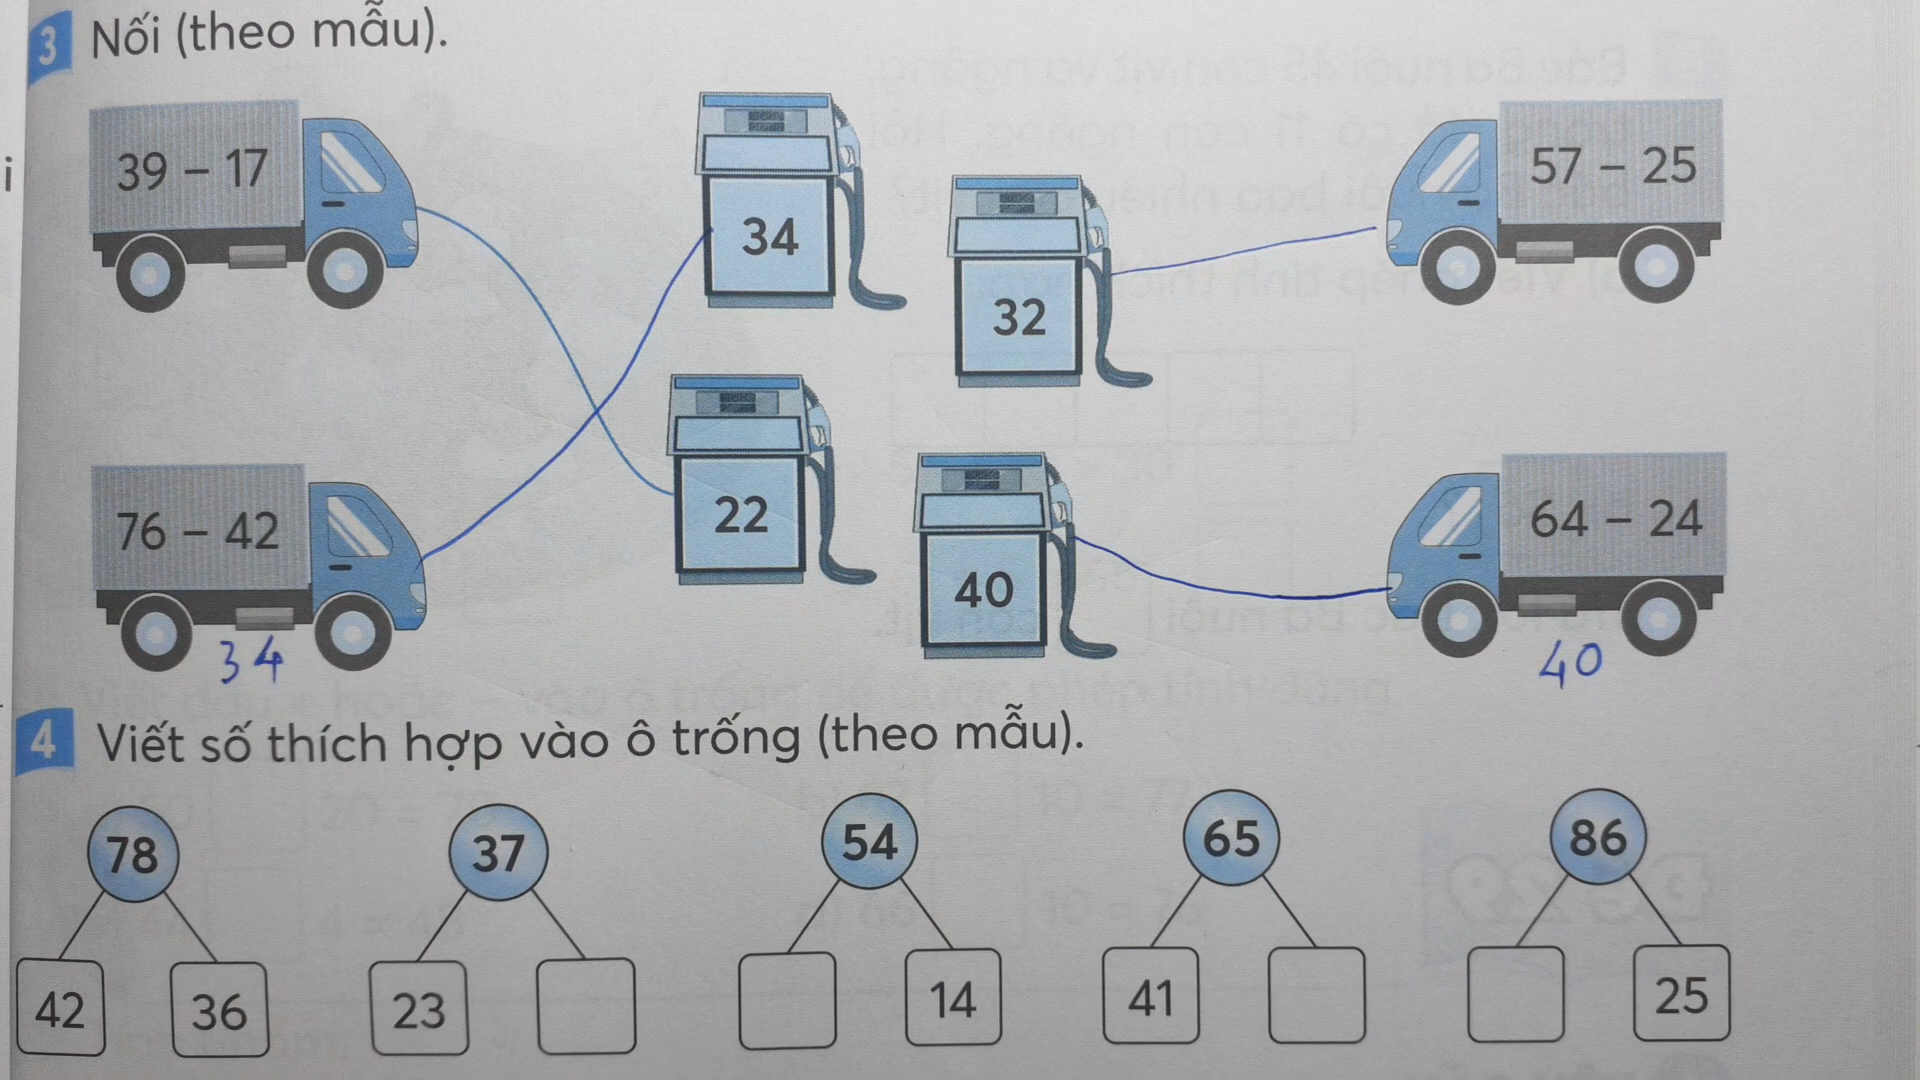 3 Nối (theo mẫu).
39 – 17
34
32
57 – 25
76 – 42
22
40
64 – 24
34
40
4 Viết số thích hợp vào ô trống (theo mẫu).
78 37 54 65 86
42 36 23 14 41 25